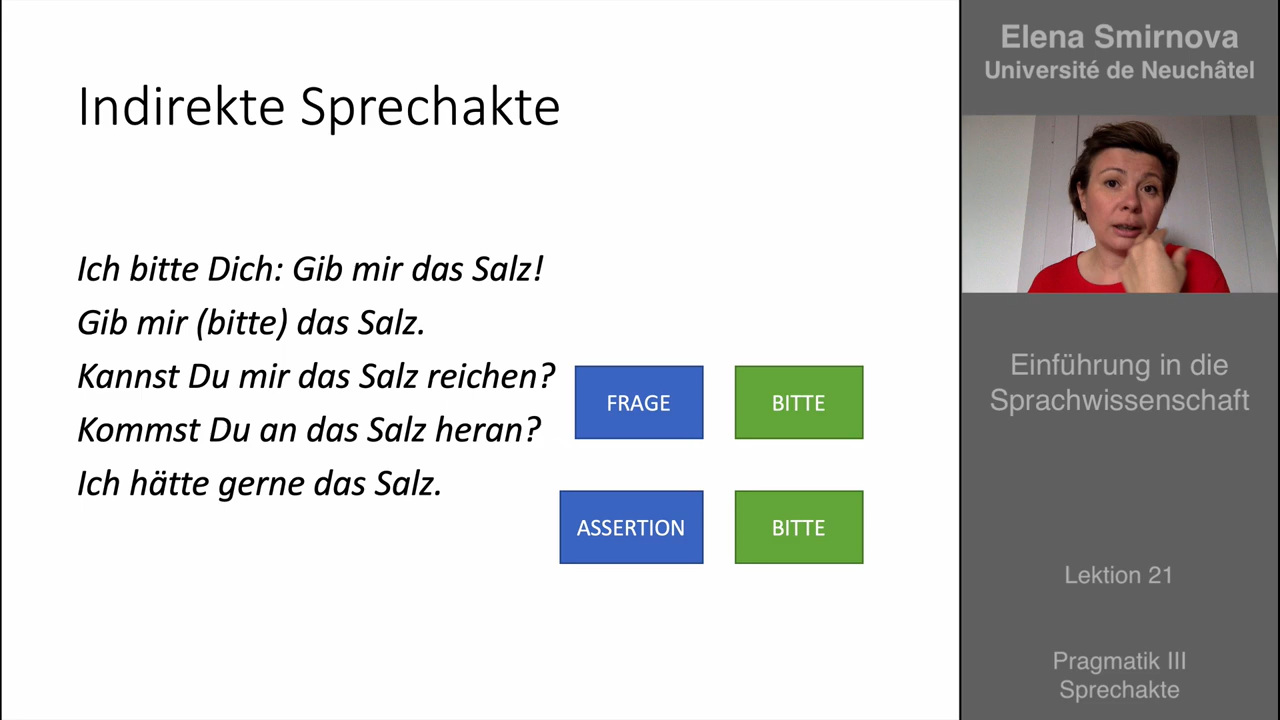 Indirekte Sprechakte
Ich bitte Dich: Gib mir das Salz!
Gib mir (bitte) das Salz.
Kannst Du mir das Salz reichen?
Kommst Du an das Salz heran?
Ich hätte gerne das Salz.
FRAGE
BITTE
ASSERTION
BITTE
Elena Smirnova
Université de Neuchâtel
Einführung in die
Sprachwissenschaft
Lektion 21
Pragmatik III
Sprechakte